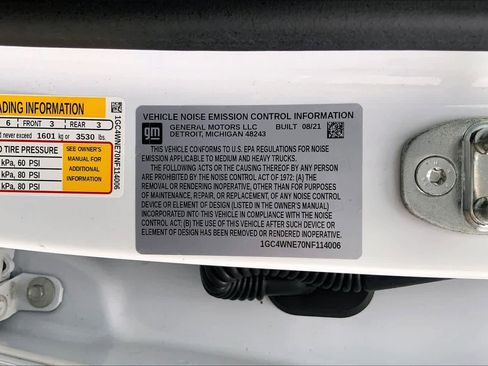 ADING INFORMATION
6 FRONT 3 REAR 3
d never exceed 1601 kg or 3530 lbs.
D TIRE PRESSURE
kPa, 60 PSI
kPa, 80 PSI
kPa, 80 PSI
SEE OWNER'S
MANUAL FOR
ADDITIONAL
INFORMATION
1GC4WNE70NF114006
gm
VEHICLE NOISE EMISSION CONTROL INFORMATION
GENERAL MOTORS LLC BUILT 08/21
DETROIT, MICHIGAN 48243
THIS VEHICLE CONFORMS TO U.S. EPA REGULATIONS FOR NOISE
EMISSION APPLICABLE TO MEDIUM AND HEAVY TRUCKS.
THE FOLLOWING ACTS OR THE CAUSING THEREOF BY ANY PERSON
ARE PROHIBITED BY THE NOISE CONTROL ACT OF 1972: (A) THE
REMOVAL OR RENDERING INOPERATIVE, OTHER THAN FOR PURPOSES
OF MAINTENANCE, REPAIR, OR REPLACEMENT, OF ANY NOISE CONTROL
DEVICE OR ELEMENT OF DESIGN (LISTED IN THE OWNER'S MANUAL)
INCORPORATED INTO THIS VEHICLE IN COMPLIANCE WITH THE NOISE
CONTROL ACT; (B) THE USE OF THIS VEHICLE AFTER SUCH DEVICE OR
ELEMENT OF DESIGN HAS BEEN REMOVED OR RENDERED INOPERATIVE.
1GC4WNE70NF114006